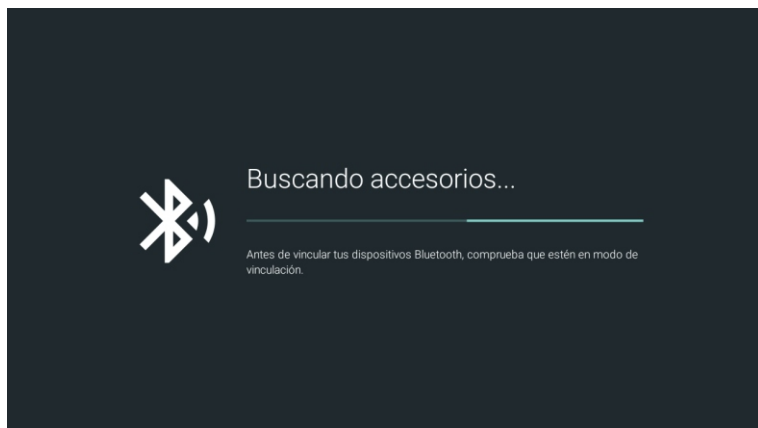 Buscando accesorios...
Antes de vincular tus dispositivos Bluetooth, comprueba que estén en modo de
vinculación.